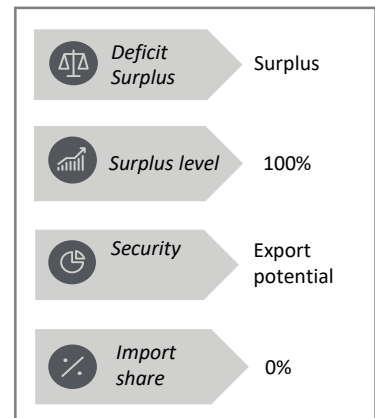 Deficit
Surplus
Surplus
Surplus level
100%
Security
Export
potential
Import
share
0%